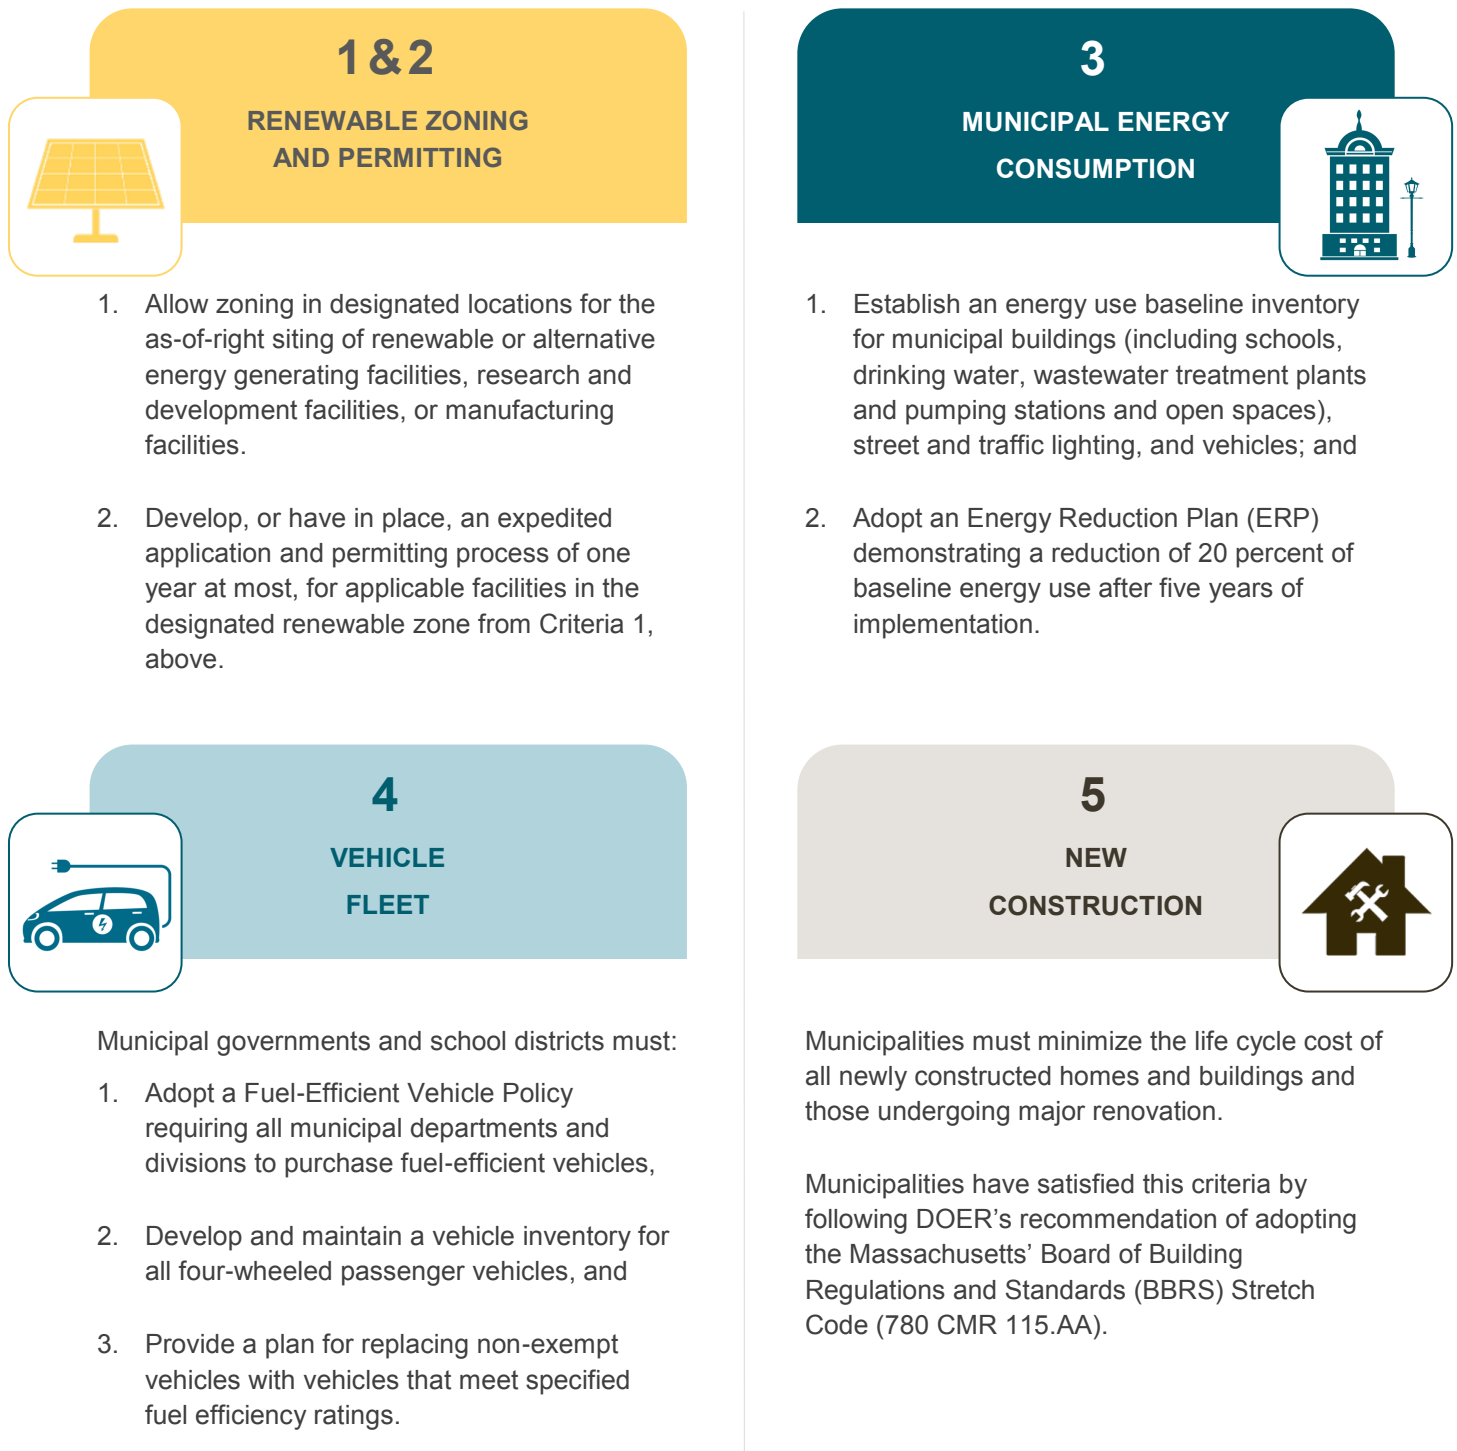 1 & 2
RENEWABLE ZONING
AND PERMITTING
1. Allow zoning in designated locations for the
as-of-right siting of renewable or alternative
energy generating facilities, research and
development facilities, or manufacturing
facilities.
2. Develop, or have in place, an expedited
application and permitting process of one
year at most, for applicable facilities in the
designated renewable zone from Criteria 1,
above.
3
MUNICIPAL ENERGY
CONSUMPTION
1. Establish an energy use baseline inventory
for municipal buildings (including schools,
drinking water, wastewater treatment plants
and pumping stations and open spaces),
street and traffic lighting, and vehicles; and
2. Adopt an Energy Reduction Plan (ERP)
demonstrating a reduction of 20 percent of
baseline energy use after five years of
implementation.
4
VEHICLE
FLEET
Municipal governments and school districts must:
1. Adopt a Fuel-Efficient Vehicle Policy
requiring all municipal departments and
divisions to purchase fuel-efficient vehicles,
2. Develop and maintain a vehicle inventory for
all four-wheeled passenger vehicles, and
3. Provide a plan for replacing non-exempt
vehicles with vehicles that meet specified
fuel efficiency ratings.
5
NEW
CONSTRUCTION
Municipalities must minimize the life cycle cost of
all newly constructed homes and buildings and
those undergoing major renovation.
Municipalities have satisfied this criteria by
following DOER’s recommendation of adopting
the Massachusetts’ Board of Building
Regulations and Standards (BBRS) Stretch
Code (780 CMR 115.AA).